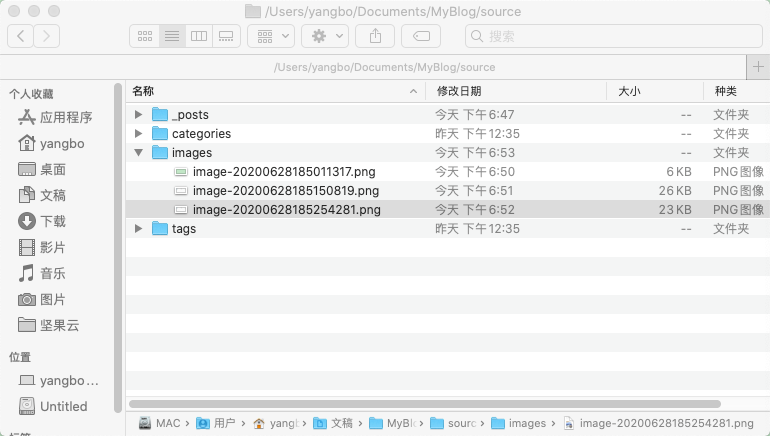 /Users/yangbo/Documents/MyBlog/source
搜索
/Users/yangbo/Documents/MyBlog/source
个人收藏
应用程序
yangbo
桌面
文稿
下载
影片
音乐
图片
坚果云
位置
yangbo…
Untitled
名称 修改日期 大小 种类
_posts 今天 下午6:47 -- 文件夹
categories 昨天 下午12:35 -- 文件夹
images 今天 下午6:53 -- 文件夹
image-20200628185011317.png 今天 下午6:50 6 KB PNG图像
image-20200628185150819.png 今天 下午6:51 26 KB PNG图像
image-20200628185254281.png 今天 下午6:52 23 KB PNG图像
tags 昨天 下午12:35 -- 文件夹
MAC 用户 yangb 文稿 MyBl sourc images image-20200628185254281.png